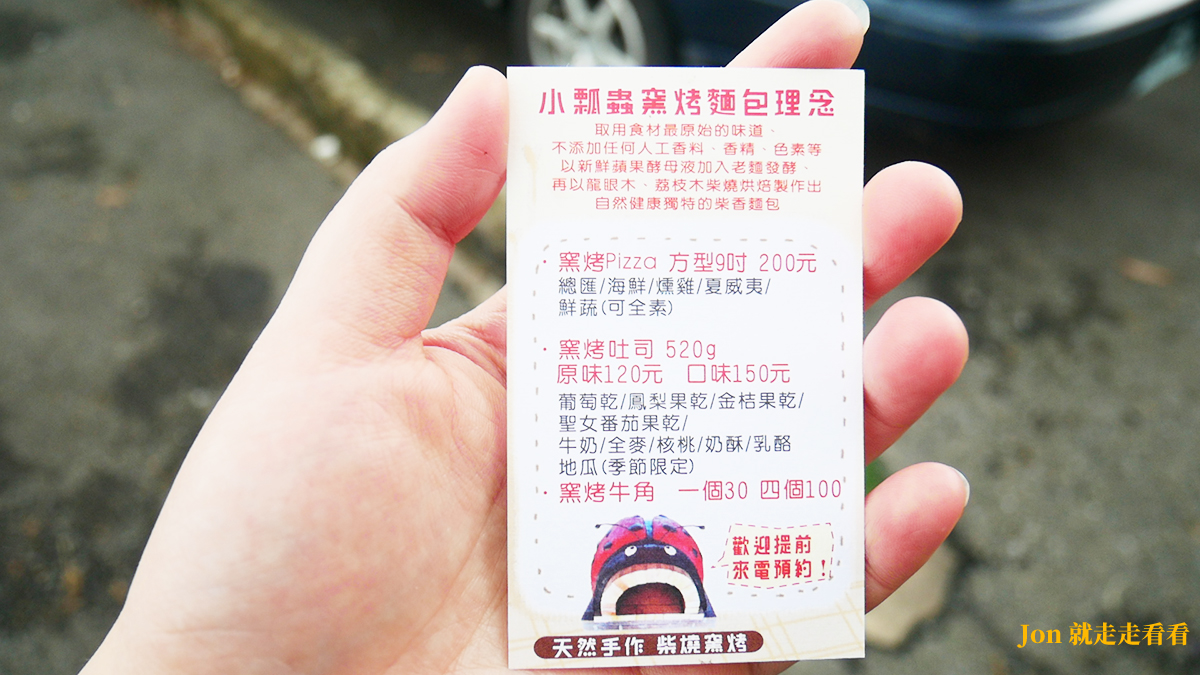 小瓢蟲窯烤麵包理念
取用食材最原始的味道、
不添加任何人工香料、香精、色素等
以新鮮蘋果酵母液加入老麵發酵、
再以龍眼木、荔枝木柴燒烘焙製作出
自然健康獨特的柴香麵包
· 窯烤Pizza 方型9吋 200元
總匯/海鮮/燻雞/夏威夷/
鮮蔬(可全素)
· 窯烤吐司 520g
原味120元 口味150元
葡萄乾/鳳梨果乾/金桔果乾/
聖女番茄果乾/
牛奶/全麥/核桃/奶酥/乳酪
地瓜(季節限定)
· 窯烤牛角 一個30 四個100
歡迎提前
來電預約！
天然手作 柴燒窯烤
Jon 就走走看看